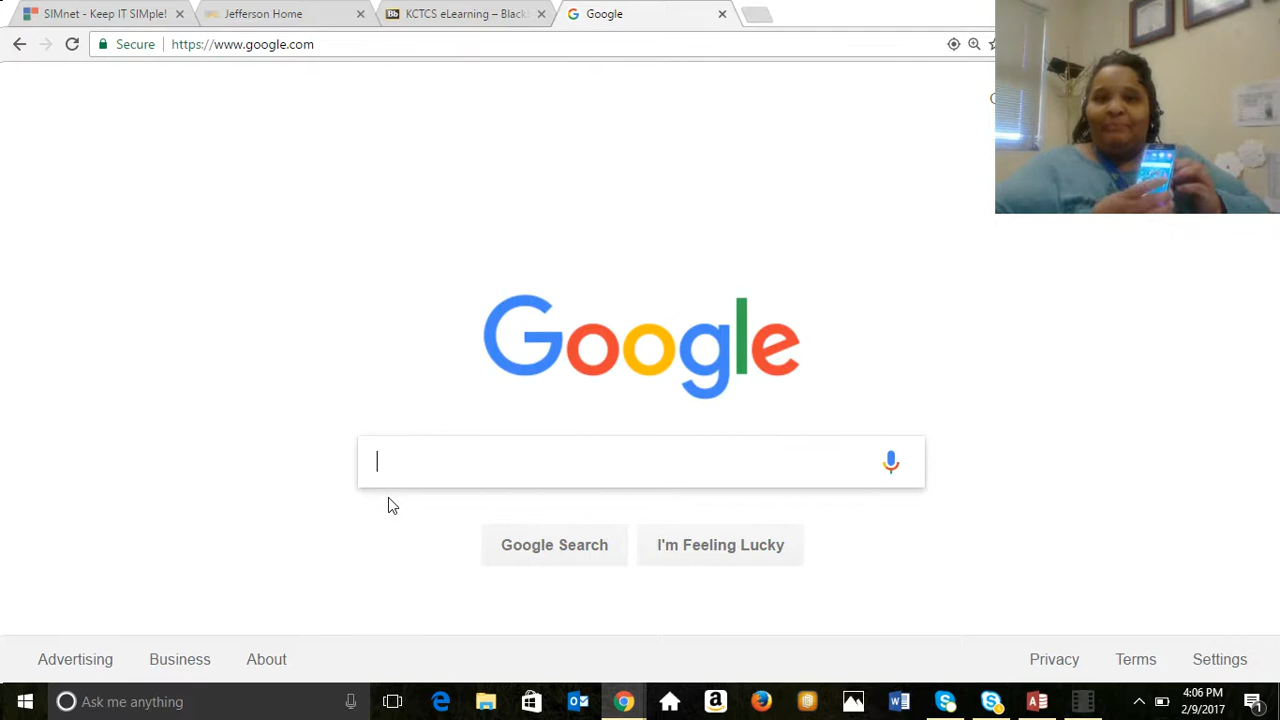 SIMnet - Keep IT SIMple!
Jefferson Home
Bb KCTCS eLearning – Black
Google
Secure https://www.google.com
Google
Google Search
I'm Feeling Lucky
Advertising Business About
Privacy Terms Settings
Ask me anything
4:06 PM
2/9/2017